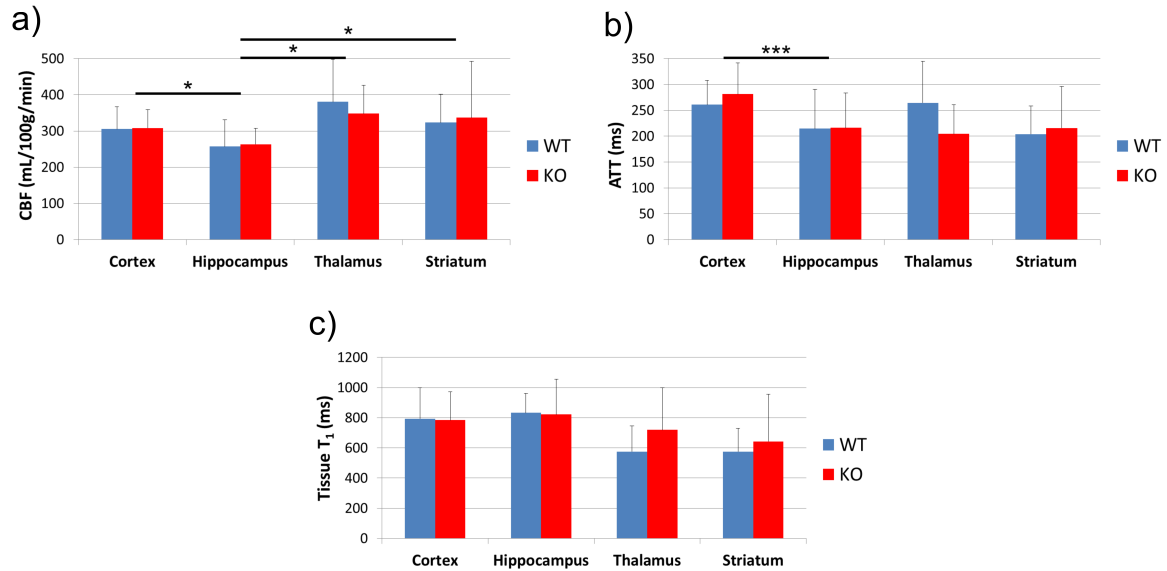 a)
*
*
*
CBF (mL/100g/min)
500
400
300
200
100
0
Cortex Hippocampus Thalamus Striatum
WT
KO
b)
***
ATT (ms)
350
300
250
200
150
100
50
0
Cortex Hippocampus Thalamus Striatum
WT
KO
c)
Tissue T1 (ms)
1200
1000
800
600
400
200
0
Cortex Hippocampus Thalamus Striatum
WT
KO